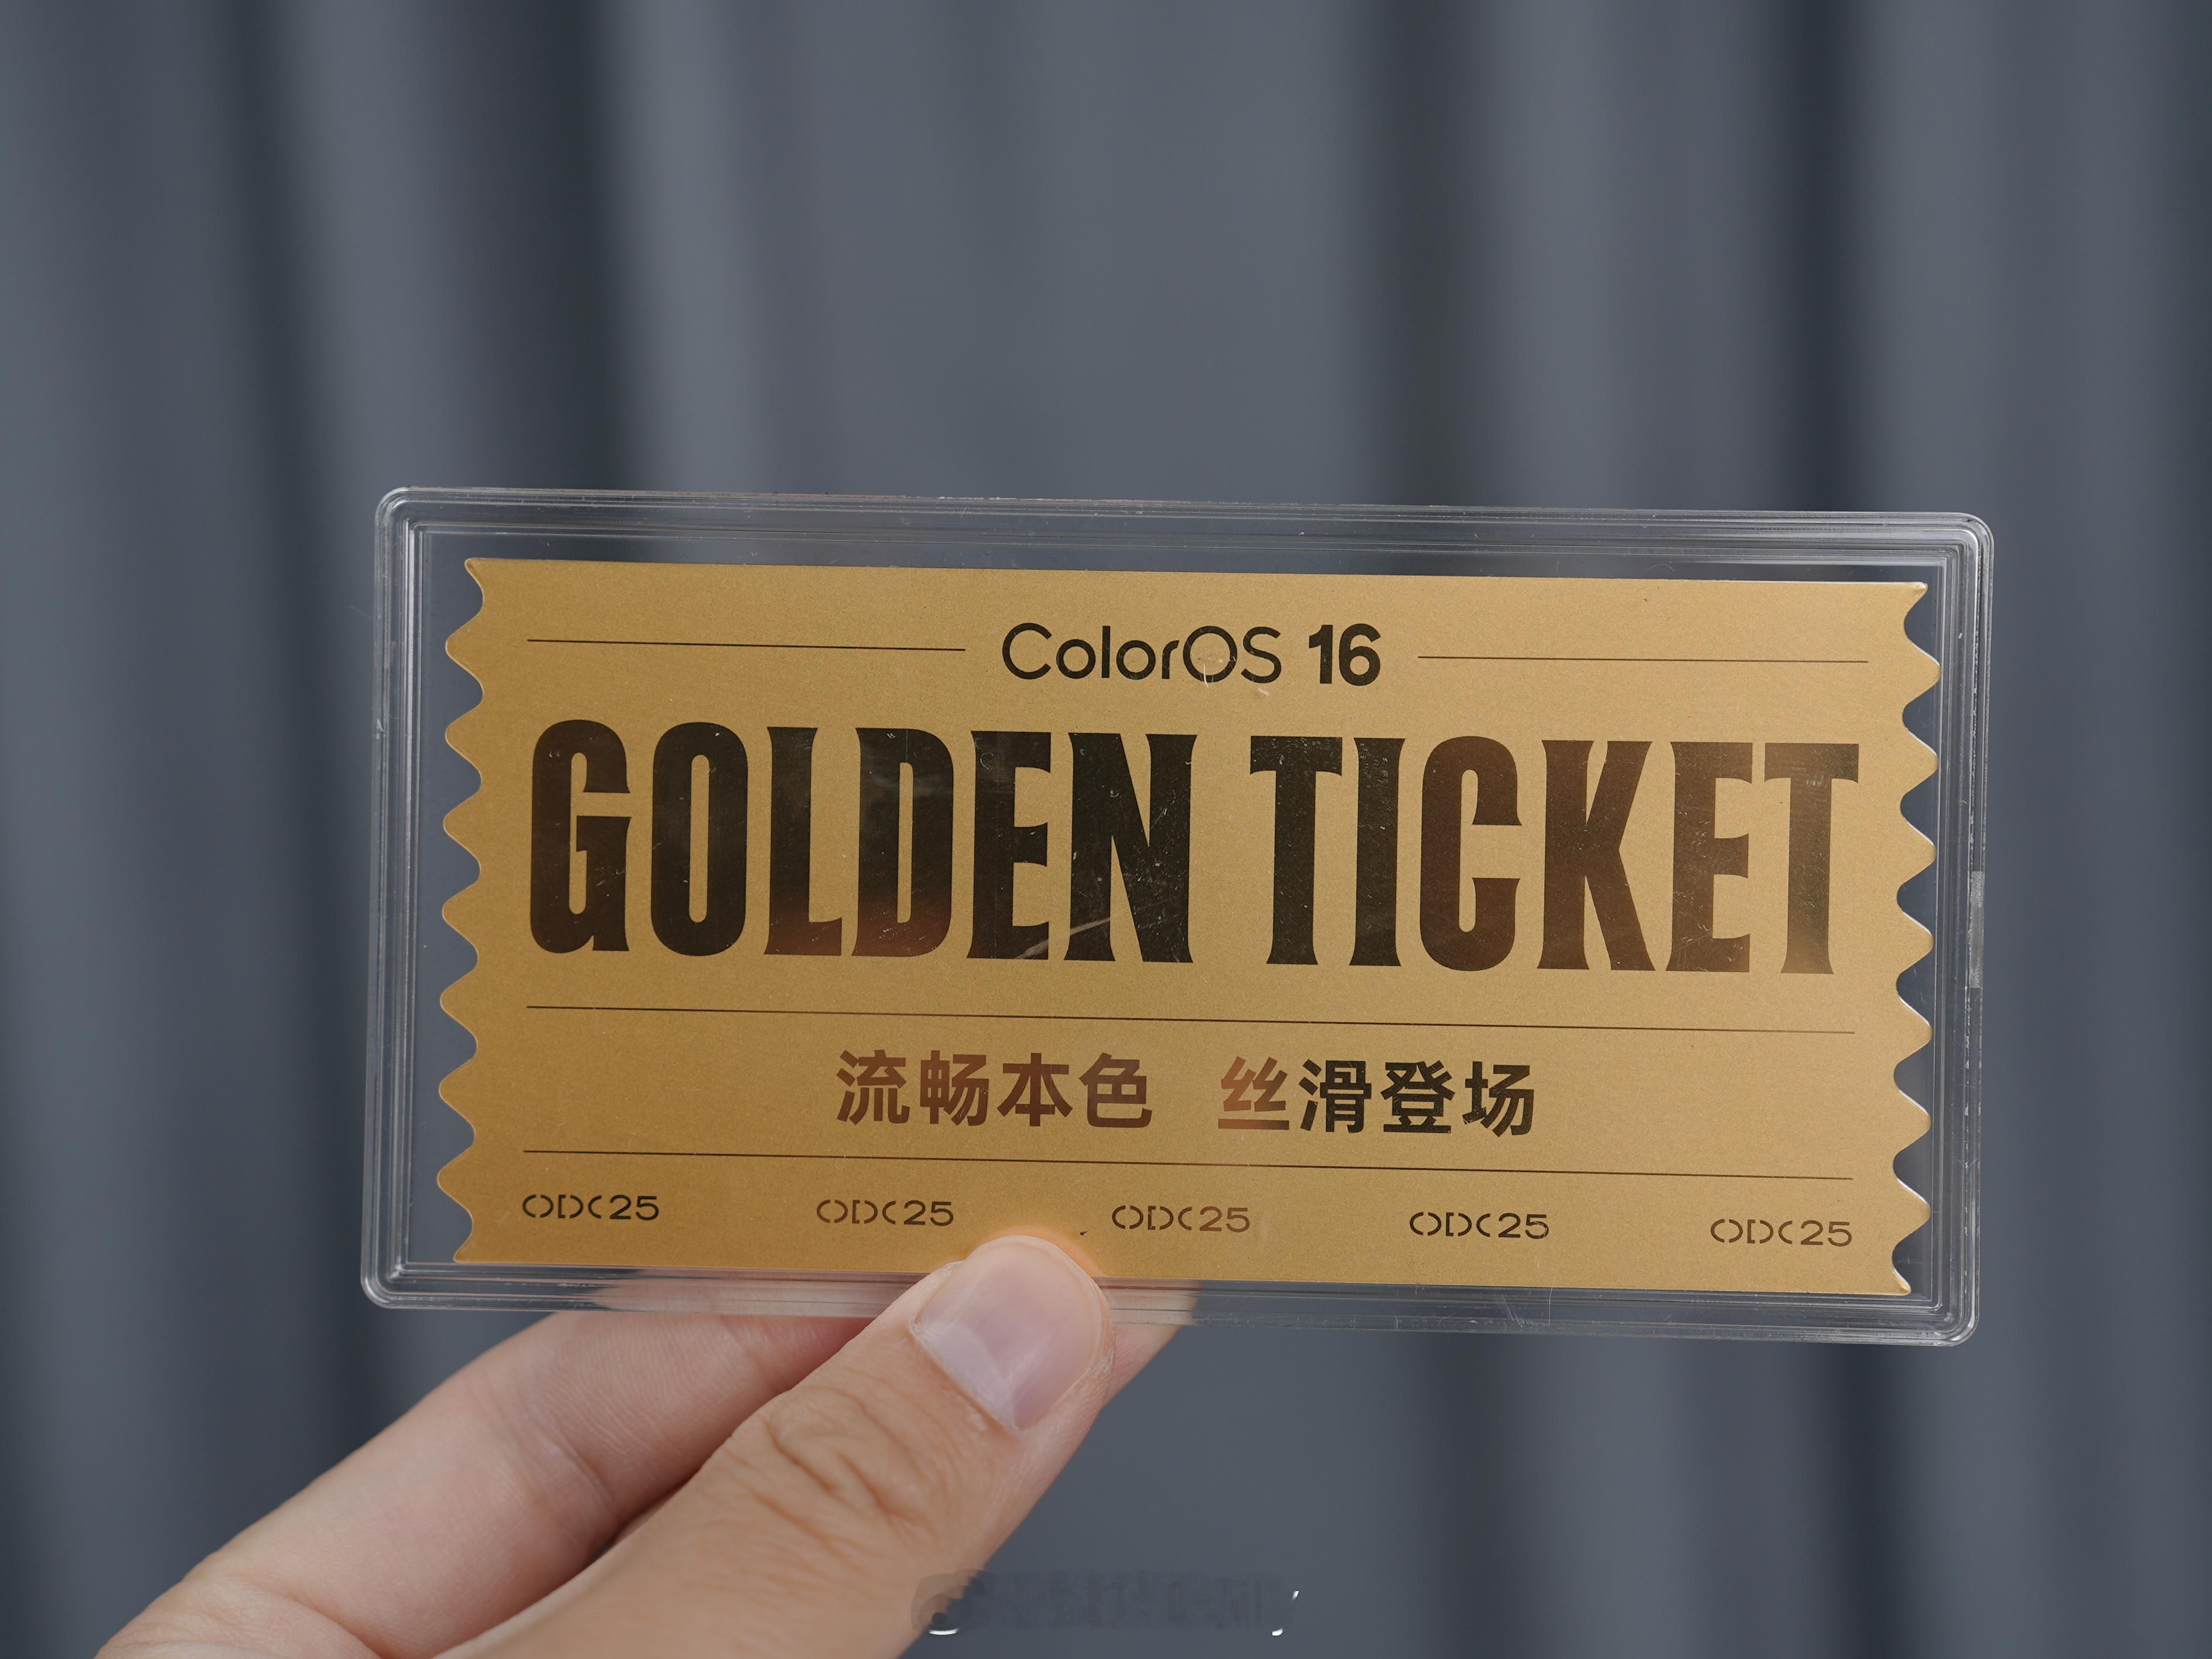 ColorOS 16
GOLDEN TICKET
流畅本色 丝滑登场
ODC25 ODC25 ODC25 ODC25 ODC25